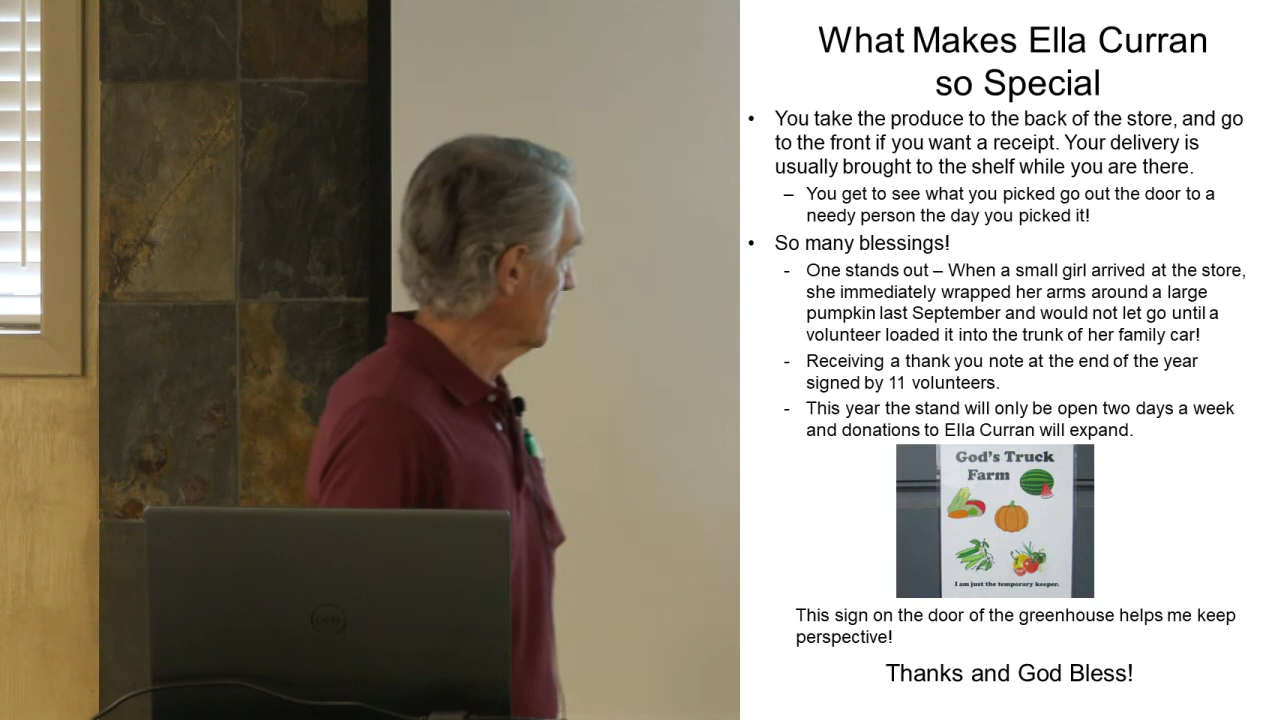 What Makes Ella Curran
so Special
• You take the produce to the back of the store, and go
to the front if you want a receipt. Your delivery is
usually brought to the shelf while you are there.
– You get to see what you picked go out the door to a
needy person the day you picked it!
• So many blessings!
- One stands out – When a small girl arrived at the store,
she immediately wrapped her arms around a large
pumpkin last September and would not let go until a
volunteer loaded it into the trunk of her family car!
- Receiving a thank you note at the end of the year
signed by 11 volunteers.
- This year the stand will only be open two days a week
and donations to Ella Curran will expand.
God's Truck
Farm
I am just the temporary keeper.
This sign on the door of the greenhouse helps me keep
perspective!
Thanks and God Bless!
DELL